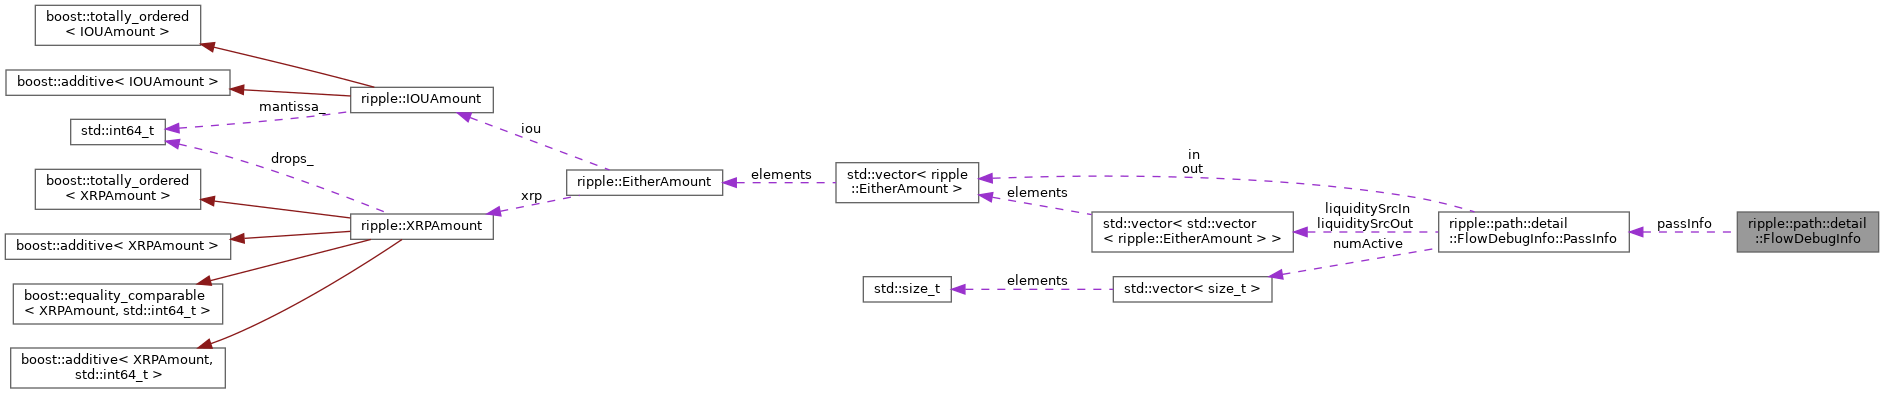 boost::totally_ordered
< IOUAmount >
boost::additive< IOUAmount >
ripple::IOUAmount
mantissa_
std::int64_t
drops_
boost::totally_ordered
< XRPAmount >
ripple::XRPAmount
boost::additive< XRPAmount >
boost::equality_comparable
< XRPAmount, std::int64_t >
boost::additive< XRPAmount,
std::int64_t >
iou
xrp
ripple::EitherAmount
elements
std::vector< ripple
::EitherAmount >
in
out
elements
std::vector< std::vector
< ripple::EitherAmount > >
liquiditySrcIn
liquiditySrcOut
numActive
std::size_t
elements
std::vector< size_t >
ripple::path::detail
::FlowDebugInfo::PassInfo
passInfo
ripple::path::detail
::FlowDebugInfo